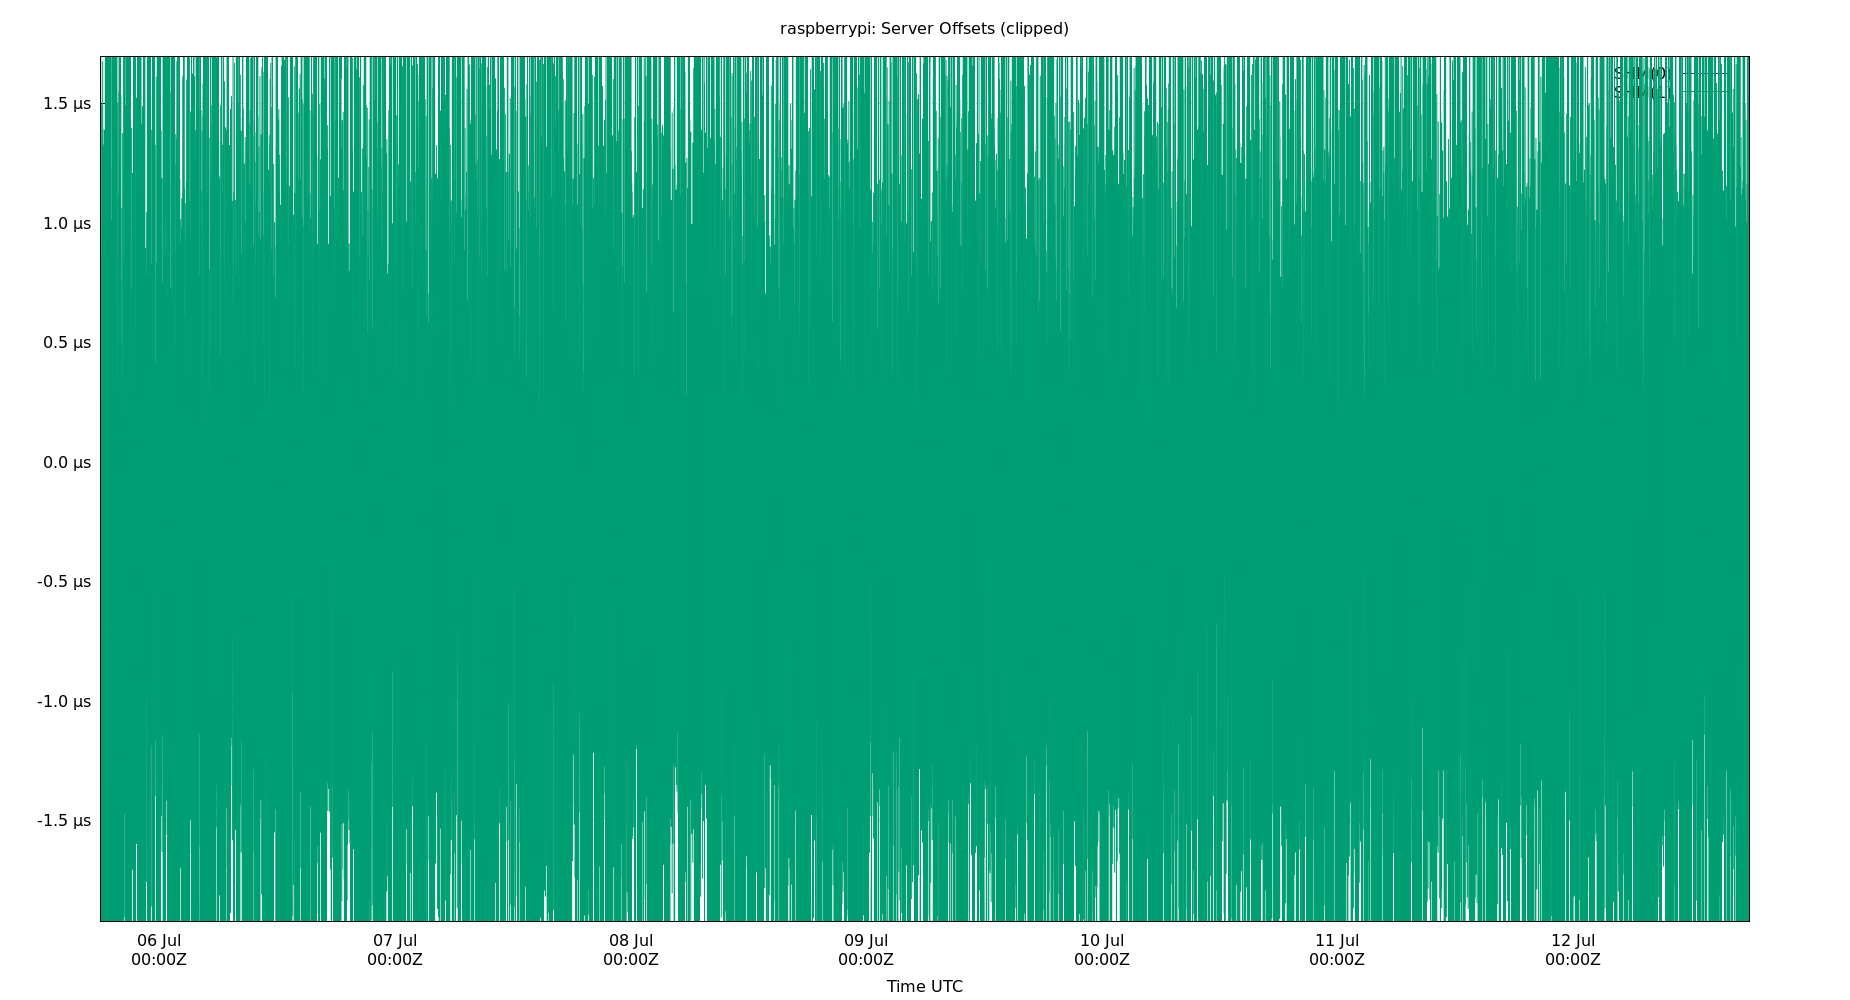 raspberrypi: Server Offsets (clipped)
SHM(0)
1.5 µs
1.0 µs
0.5 µs
0.0 µs
-0.5 µs
-1.0 µs
-1.5 µs
06 Jul 07 Jul 08 Jul 09 Jul 10 Jul 11 Jul 12 Jul
00:00Z 00:00Z 00:00Z 00:00Z 00:00Z 00:00Z 00:00Z
Time UTC